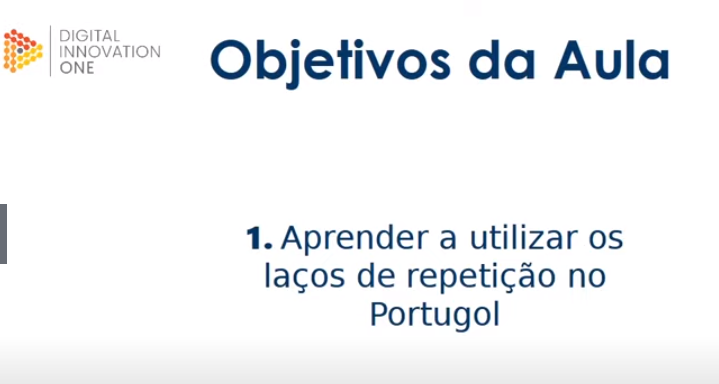 DIGITAL
INNOVATION
ONE
Objetivos da Aula
1. Aprender a utilizar os
laços de repetição no
Portugol